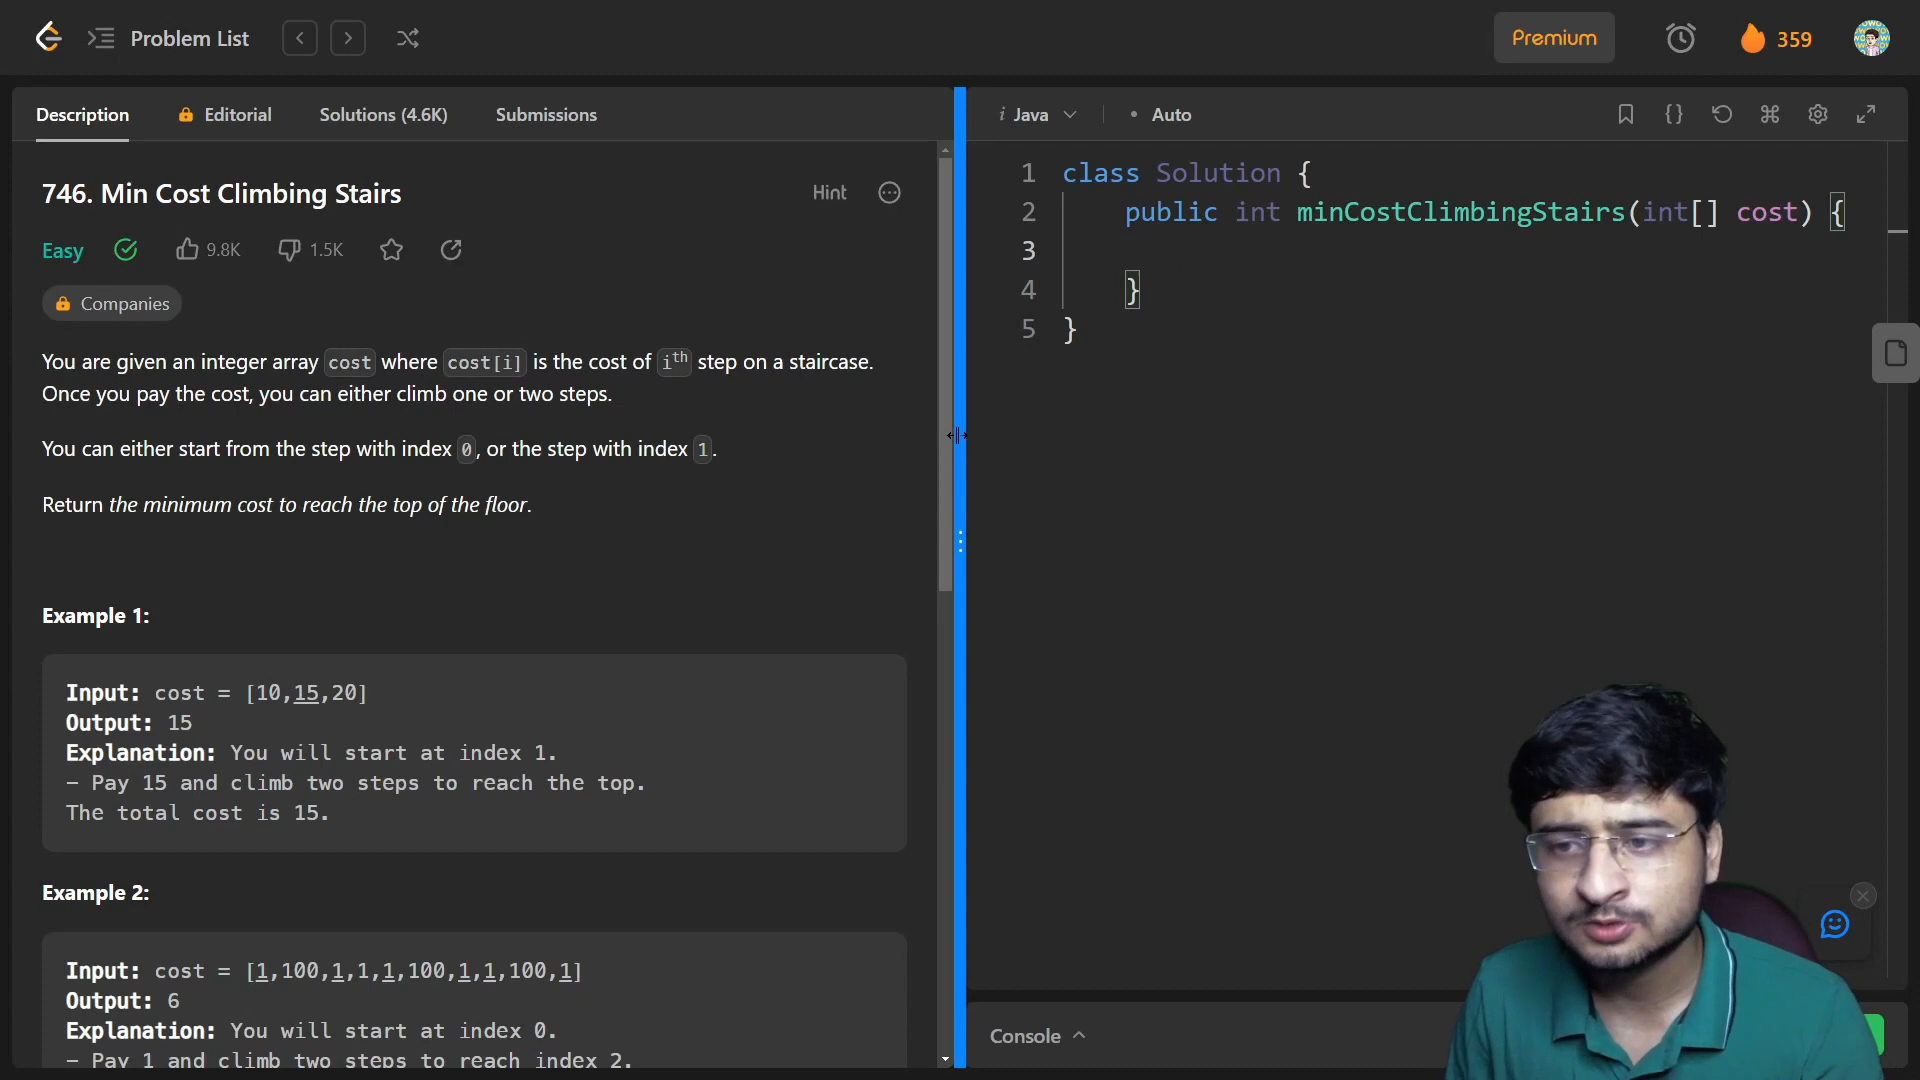 Problem List
Premium
359
Description
Editorial
Solutions (4.6K)
Submissions
i Java
• Auto
746. Min Cost Climbing Stairs
Hint
Easy
9.8K
1.5K
Companies
You are given an integer array cost where cost[i] is the cost of ith step on a staircase.
Once you pay the cost, you can either climb one or two steps.
You can either start from the step with index 0, or the step with index 1.
Return the minimum cost to reach the top of the floor.
Example 1:
Input: cost = [10,15,20]
Output: 15
Explanation: You will start at index 1.
- Pay 15 and climb two steps to reach the top.
The total cost is 15.
Example 2:
Input: cost = [1,100,1,1,1,100,1,1,100,1]
Output: 6
Explanation: You will start at index 0.
- Pay 1 and climb two steps to reach index 2.
1 class Solution {
2 public int minCostClimbingStairs(int[] cost) {
3
4 }
5 }
Console